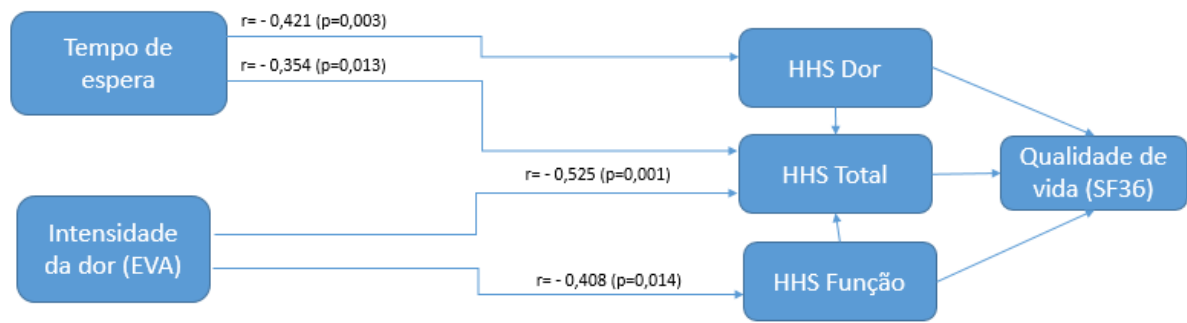 r= - 0,421 (p=0,003)
Tempo de
espera
r= - 0,354 (p=0,013)
HHS Dor
HHS Total
r= - 0,525 (p=0,001)
Qualidade de
vida (SF36)
Intensidade
da dor (EVA)
r= - 0,408 (p=0,014)
HHS Função